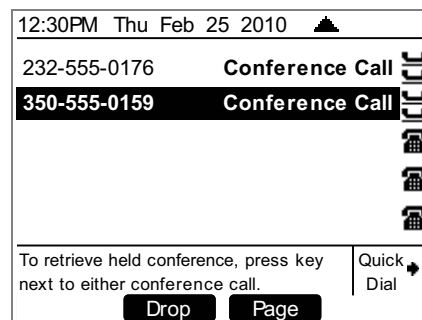 12:30PM Thu Feb 25 2010
232-555-0176 Conference Call
350-555-0159 Conference Call
To retrieve held conference, press key
next to either conference call.
Quick
Dial
Drop Page